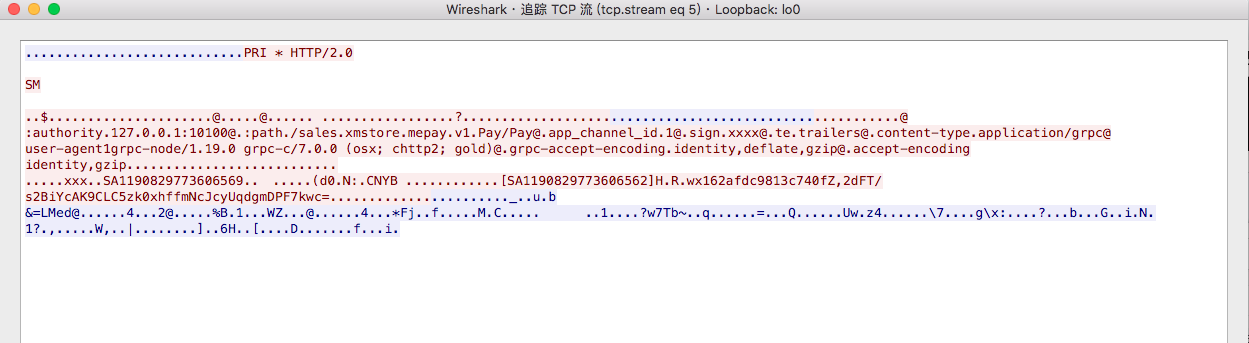 Wireshark · 追踪 TCP 流 (tcp.stream eq 5) · Loopback: lo0
............................PRI * HTTP/2.0
SM
..$.....................@.....@...... .................?.............................................@
:authority.127.0.0.1:10100@.:path./sales.xmstore.mepay.v1.Pay/Pay@.app_channel_id.1@.sign.xxxx@.te.trailers@.content-type.application/grpc@
user-agent1grpc-node/1.19.0 grpc-c/7.0.0 (osx; chttp2; gold)@.grpc-accept-encoding.identity,deflate,gzip@.accept-encoding
identity,gzip...........................
.....xxx..SA1190829773606569.. .....(d0.N:.CNYB ............[SA1190829773606562]H.R.wx162afdc9813c740fZ,2dFT/
s2BiYcAK9CLC5zk0xhffmNcJcyUqdgmDPF7kwc=......................._..u.b
&=LMed@......4...2@.....%B.1...WZ...@......4...*Fj..f.....M.C.....      ..1....?w7Tb~..q......=...Q......Uw.z4......\7....g\x:....?...b...G..i.N.
1?.,.....W,..|........]..6H..[....D.......f...i.